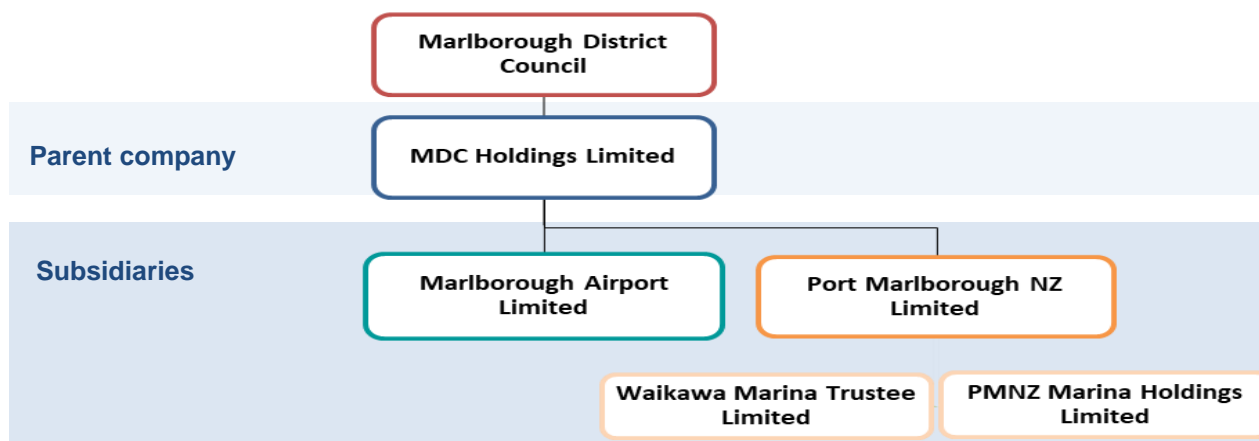 Marlborough District
Council
Parent company
MDC Holdings Limited
Subsidiaries
Marlborough Airport
Limited
Port Marlborough NZ
Limited
Waikawa Marina Trustee
Limited
PMNZ Marina Holdings
Limited